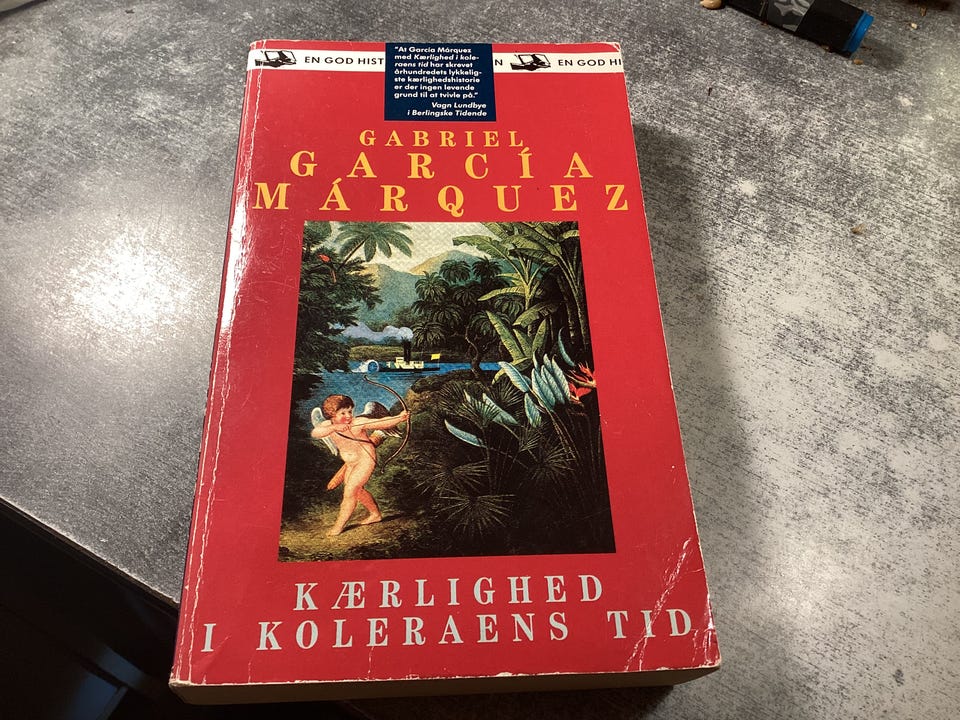 EN GOD HIST
N
EN GOD HI
"At García Márquez
med Kærlighed i kole-
raens tid har skrevet
århundredets lykkelig-
ste kærlighedshistorie
er der ingen levende
grund til at tvivle på."
Vagn Lundbye
i Berlingske Tidende
GABRIEL
GARCÍA
MÁRQUEZ
KÆRLIGHED
I KOLERAENS TID